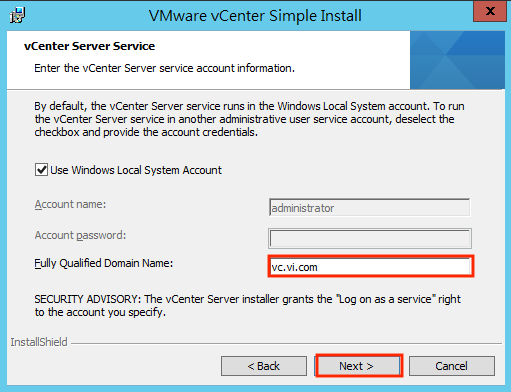 VMware vCenter Simple Install
X
vCenter Server Service
Enter the vCenter Server service account information.
By default, the vCenter Server service runs in the Windows Local System account. To run
the vCenter Server service in another administrative user service account, deselect the
checkbox and provide the account credentials.
Use Windows Local System Account
Account name:
administrator
Account password:
Fully Qualified Domain Name:
vc.vi.com
SECURITY ADVISORY: The vCenter Server installer grants the "Log on as a service" right
to the account you specify.
InstallShield
< Back
Next >
Cancel